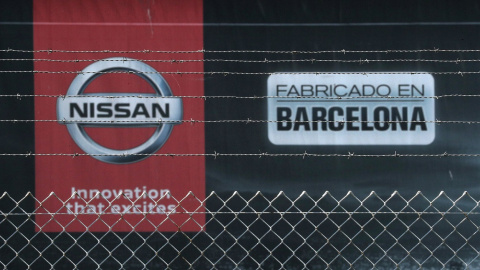 NISSAN
Innovation
that excites
FABRICADO EN
BARCELONA